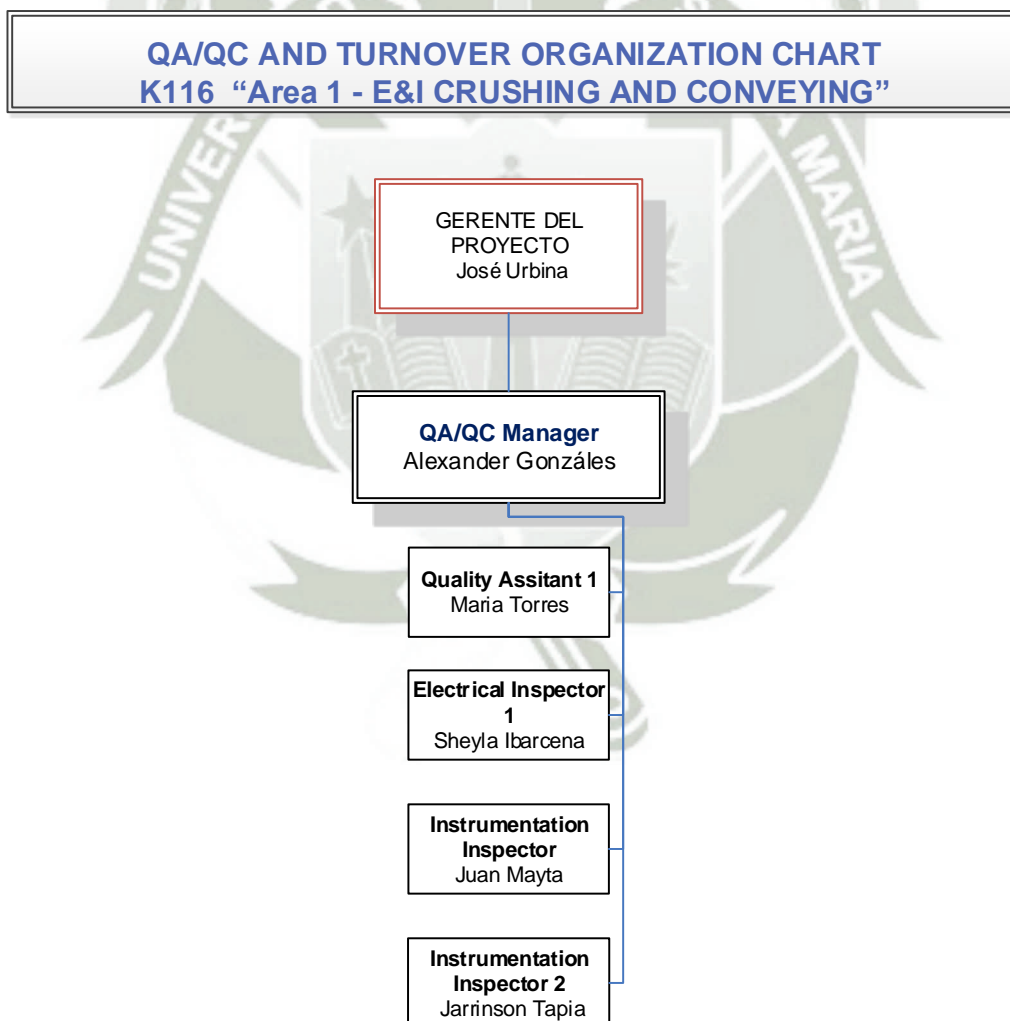 QA/QC AND TURNOVER ORGANIZATION CHART
K116 “Area 1 - E&I CRUSHING AND CONVEYING”
UNIVER
A MARIA
GERENTE DEL
PROYECTO
José Urbina
QA/QC Manager
Alexander Gonzáles
Quality Assitant 1
Maria Torres
Electrical Inspector
1
Sheyla Ibarcena
Instrumentation
Inspector
Juan Mayta
Instrumentation
Inspector 2
Jarrinson Tapia